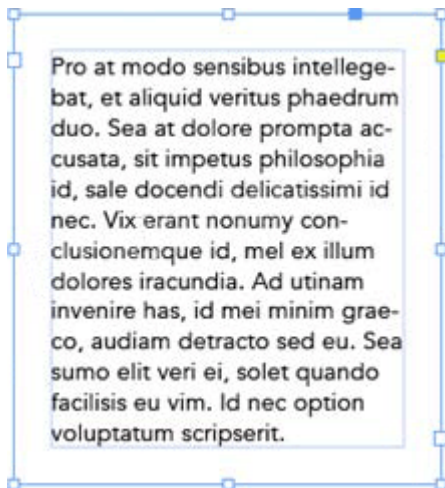 Pro at modo sensibus intellege-
bat, et aliquid veritus phaedrum
duo. Sea at dolore prompta ac-
cusata, sit impetus philosophia
id, sale docendi delicatissimi id
nec. Vix erant nonumy con-
clusionemque id, mel ex illum
dolores iracundia. Ad utinam
invenire has, id mei minim grae-
co, audiam detracto sed eu. Sea
sumo elit veri ei, solet quando
facilisis eu vim. Id nec option
voluptatum scripserit.